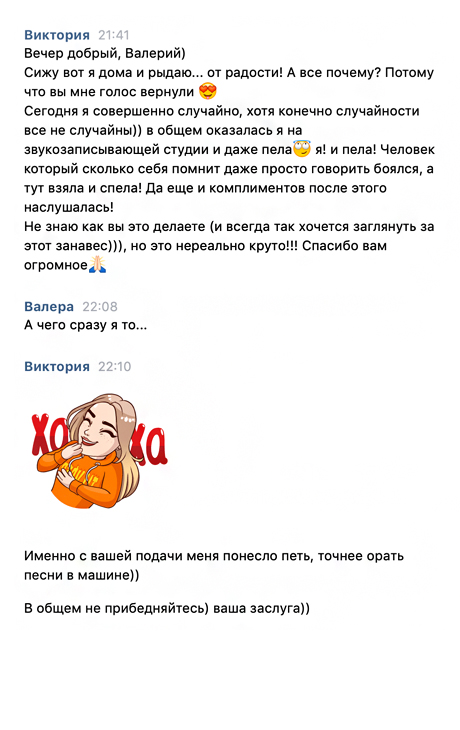 Виктория 21:41
Вечер добрый, Валерий)
Сижу вот я дома и рыдаю... от радости! А все почему? Потому
что вы мне голос вернули 😍
Сегодня я совершенно случайно, хотя конечно случайности
все не случайны)) в общем оказалась я на
звукозаписывающей студии и даже пела😇 я! и пела! Человек
который сколько себя помнит даже просто говорить боялся, а
тут взяла и спела! Да еще и комплиментов после этого
наслушалась!
Не знаю как вы это делаете (и всегда так хочется заглянуть за
этот занавес))), но это нереально круто!!! Спасибо вам
огромное🙏🏻
Валера 22:08
А чего сразу я то...
Виктория 22:10
ха ха
Именно с вашей подачи меня понесло петь, точнее орать
песни в машине))
В общем не прибедняйтесь) ваша заслуга))